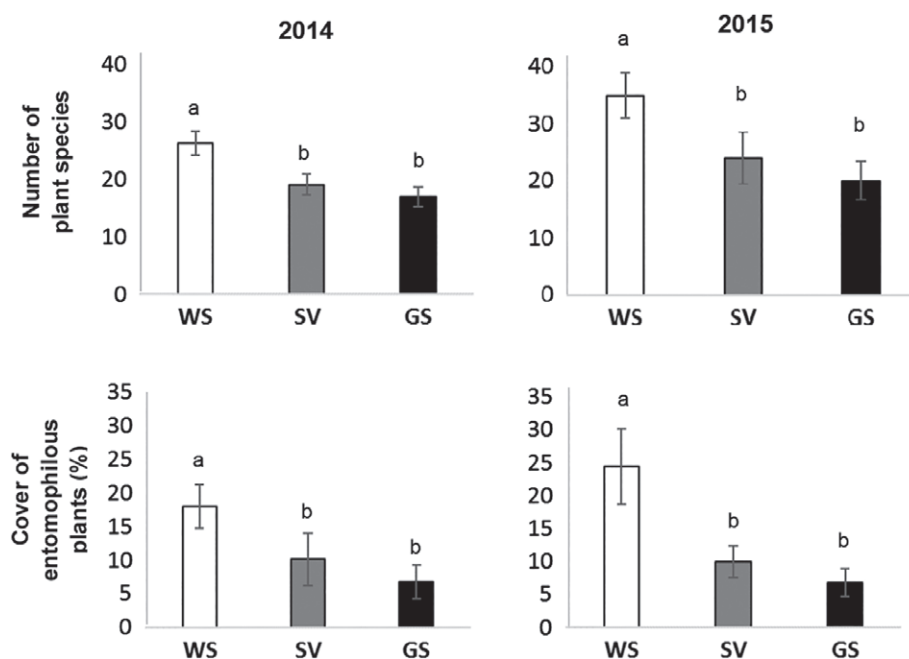 2014
2015
Number of
plant species
40
30
20
10
0
a
b
b
WS
SV
GS
40
30
20
10
0
a
b
b
WS
SV
GS
Cover of
entomophilous
plants (%)
35
30
25
20
15
10
5
0
a
b
b
WS
SV
GS
35
30
25
20
15
10
5
0
a
b
b
WS
SV
GS